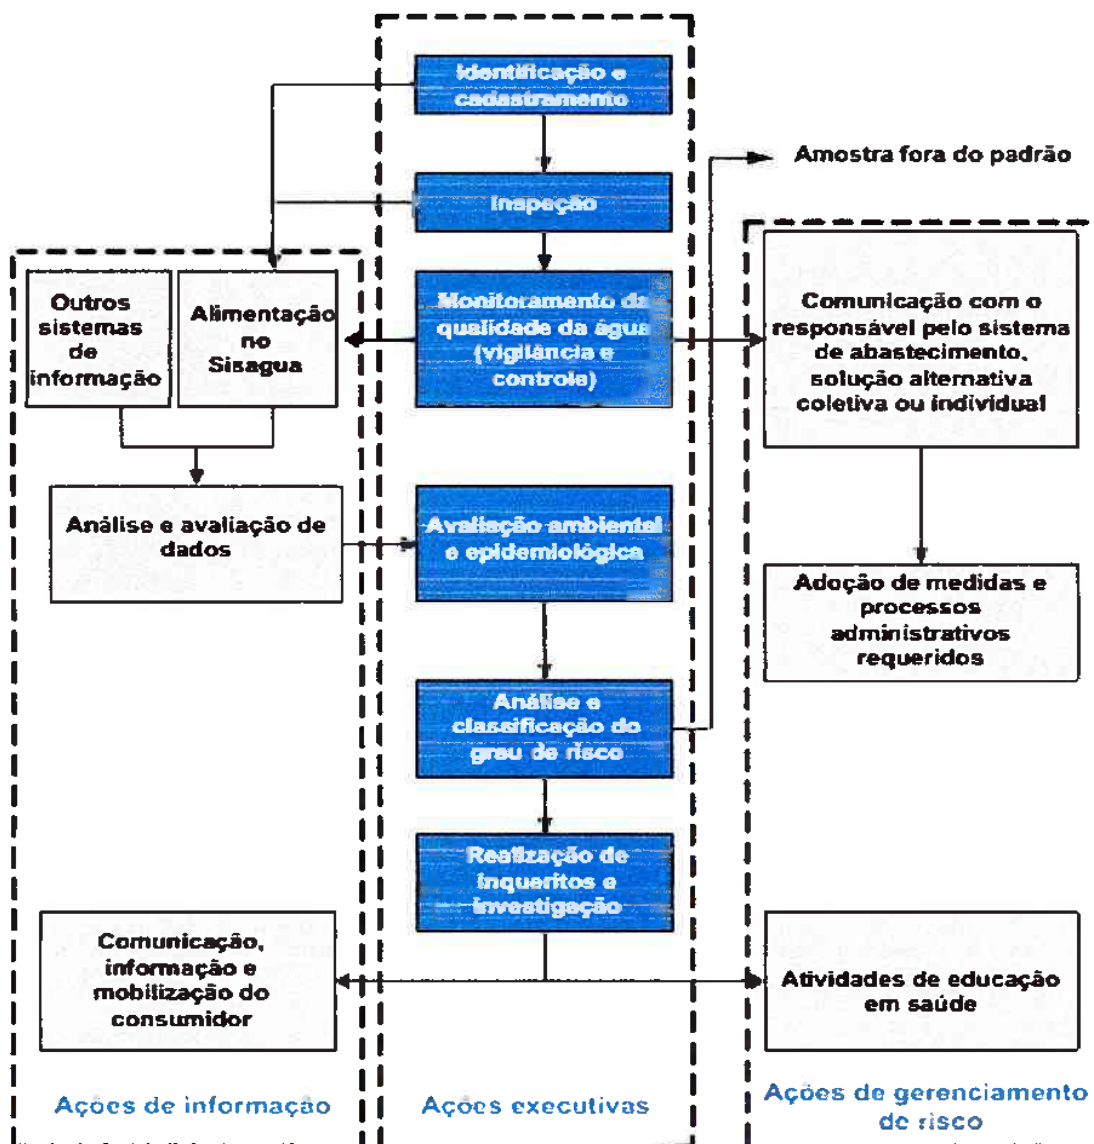 Identificação e
cadastramento
Amostra fora do padrão
Inspeção
Outros
sistemas
de
informação
Alimentação
no
Sisagua
Monitoramento da
qualidade da água
(vigilância e
controle)
Comunicação com o
responsável pelo sistema
de abastecimento,
solução alternativa
coletiva ou individual
Análise e avaliação de
dados
Avaliação ambiental
e epidemiológica
Adoção de medidas e
processos
administrativos
requeridos
Análise e
classificação do
grau de risco
Realização de
inqueritos e
investigação
Comunicação,
informação e
mobilização do
consumidor
Atividades de educação
em saúde
Ações de informação
Ações executivas
Ações de gerenciamento
de risco